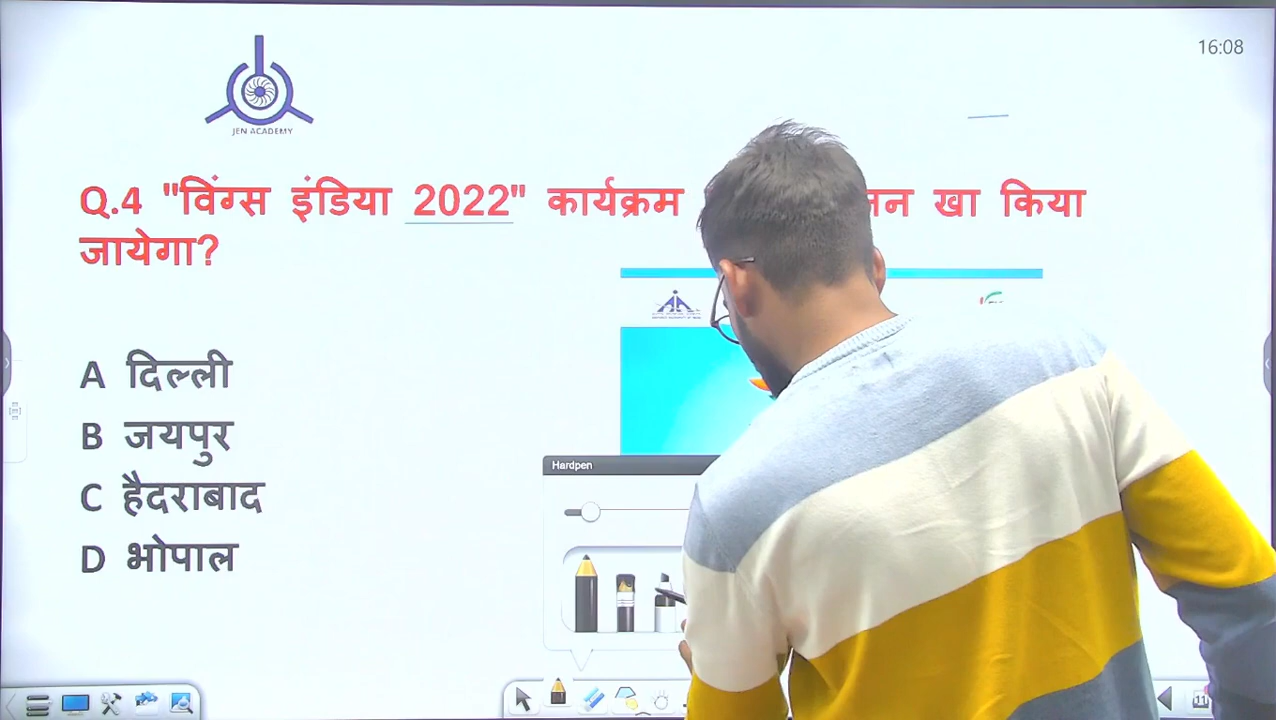 16:08
JEN ACADEMY
Q.4 "विंग्स इंडिया 2022" कार्यक्रम खा किया
जायेगा?
A दिल्ली
B जयपुर
C हैदराबाद
D भोपाल
Hardpen